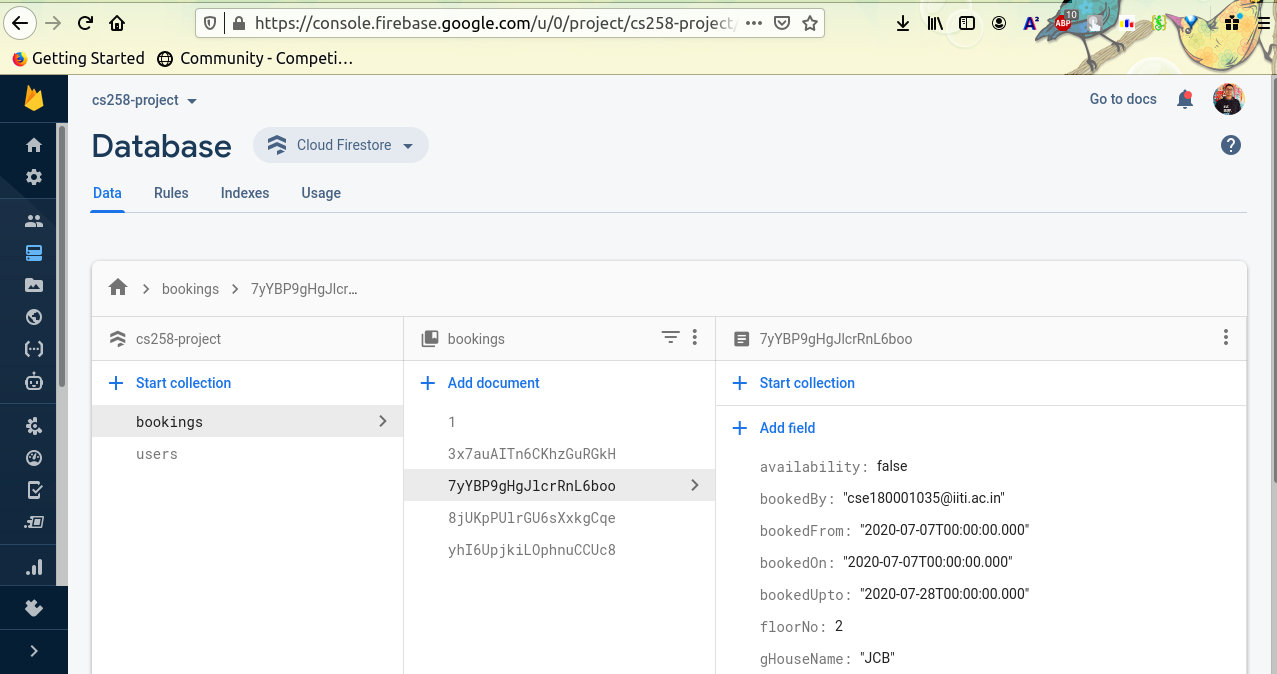 https://console.firebase.google.com/u/0/project/cs258-project/
10
ABP
Getting Started
Community - Competi…
cs258-project
Go to docs
Database
Cloud Firestore
Data Rules Indexes Usage
bookings
7yYBP9gHgJlcr…
cs258-project
Start collection
bookings
users
bookings
Add document
1
3x7auAITn6CKhzGuRGkH
7yYBP9gHgJlcrRnL6boo
8jUKpPUlrGU6sXxkgCqe
yhI6UpjkiLOphnuCCUc8
7yYBP9gHgJlcrRnL6boo
Start collection
Add field
availability: false
bookedBy: "cse180001035@iiti.ac.in"
bookedFrom: "2020-07-07T00:00:00.000"
bookedOn: "2020-07-07T00:00:00.000"
bookedUpto: "2020-07-28T00:00:00.000"
floorNo: 2
gHouseName: "JCB"